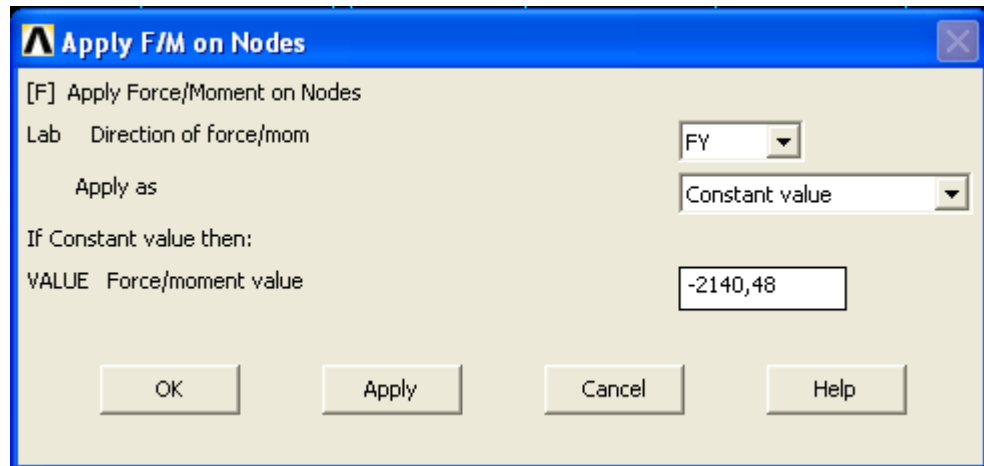 Apply F/M on Nodes
[F] Apply Force/Moment on Nodes
Lab Direction of force/mom FY
Apply as Constant value
If Constant value then:
VALUE Force/moment value -2140,48
OK Apply Cancel Help